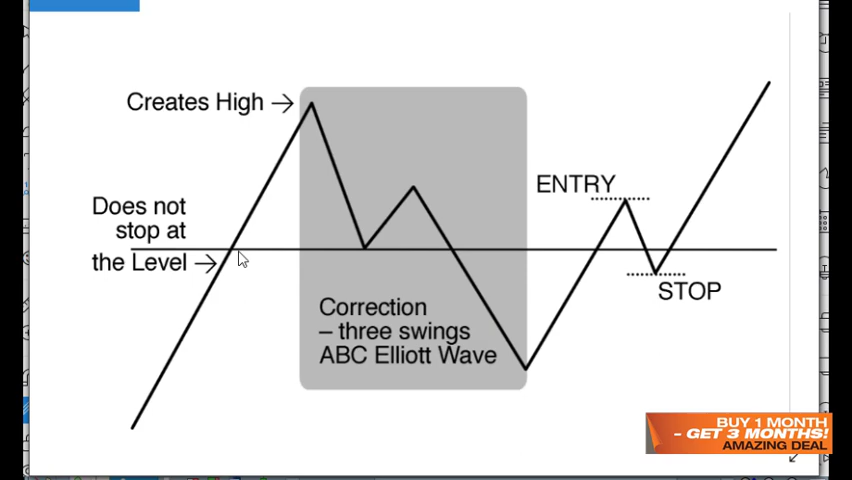 Creates High
Does not
stop at
the Level
ENTRY
STOP
Correction
– three swings
ABC Elliott Wave
BUY 1 MONTH
- GET 3 MONTHS!
AMAZING DEAL